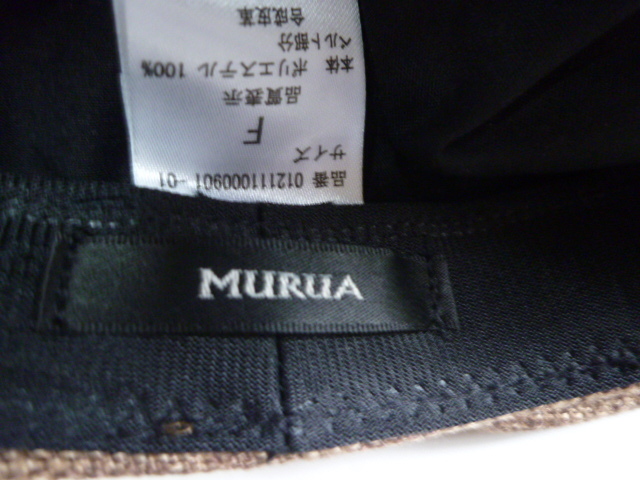 品番 012111000901-01
サイズ
F
品質表示
本体 ポリエステル 100%
ベルト部分
合成皮革
MURUA